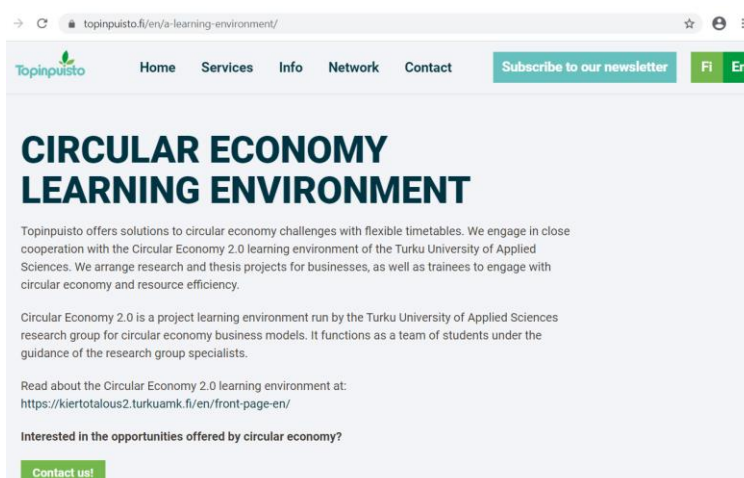 topinpuisto.fi/en/a-learning-environment/
Topinpuisto Home Services Info Network Contact Subscribe to our newsletter Fi En
CIRCULAR ECONOMY
LEARNING ENVIRONMENT
Topinpuisto offers solutions to circular economy challenges with flexible timetables. We engage in close
cooperation with the Circular Economy 2.0 learning environment of the Turku University of Applied
Sciences. We arrange research and thesis projects for businesses, as well as trainees to engage with
circular economy and resource efficiency.
Circular Economy 2.0 is a project learning environment run by the Turku University of Applied Sciences
research group for circular economy business models. It functions as a team of students under the
guidance of the research group specialists.
Read about the Circular Economy 2.0 learning environment at:
https://kiertotalous2.turkuamk.fi/en/front-page-en/
Interested in the opportunities offered by circular economy?
Contact us!